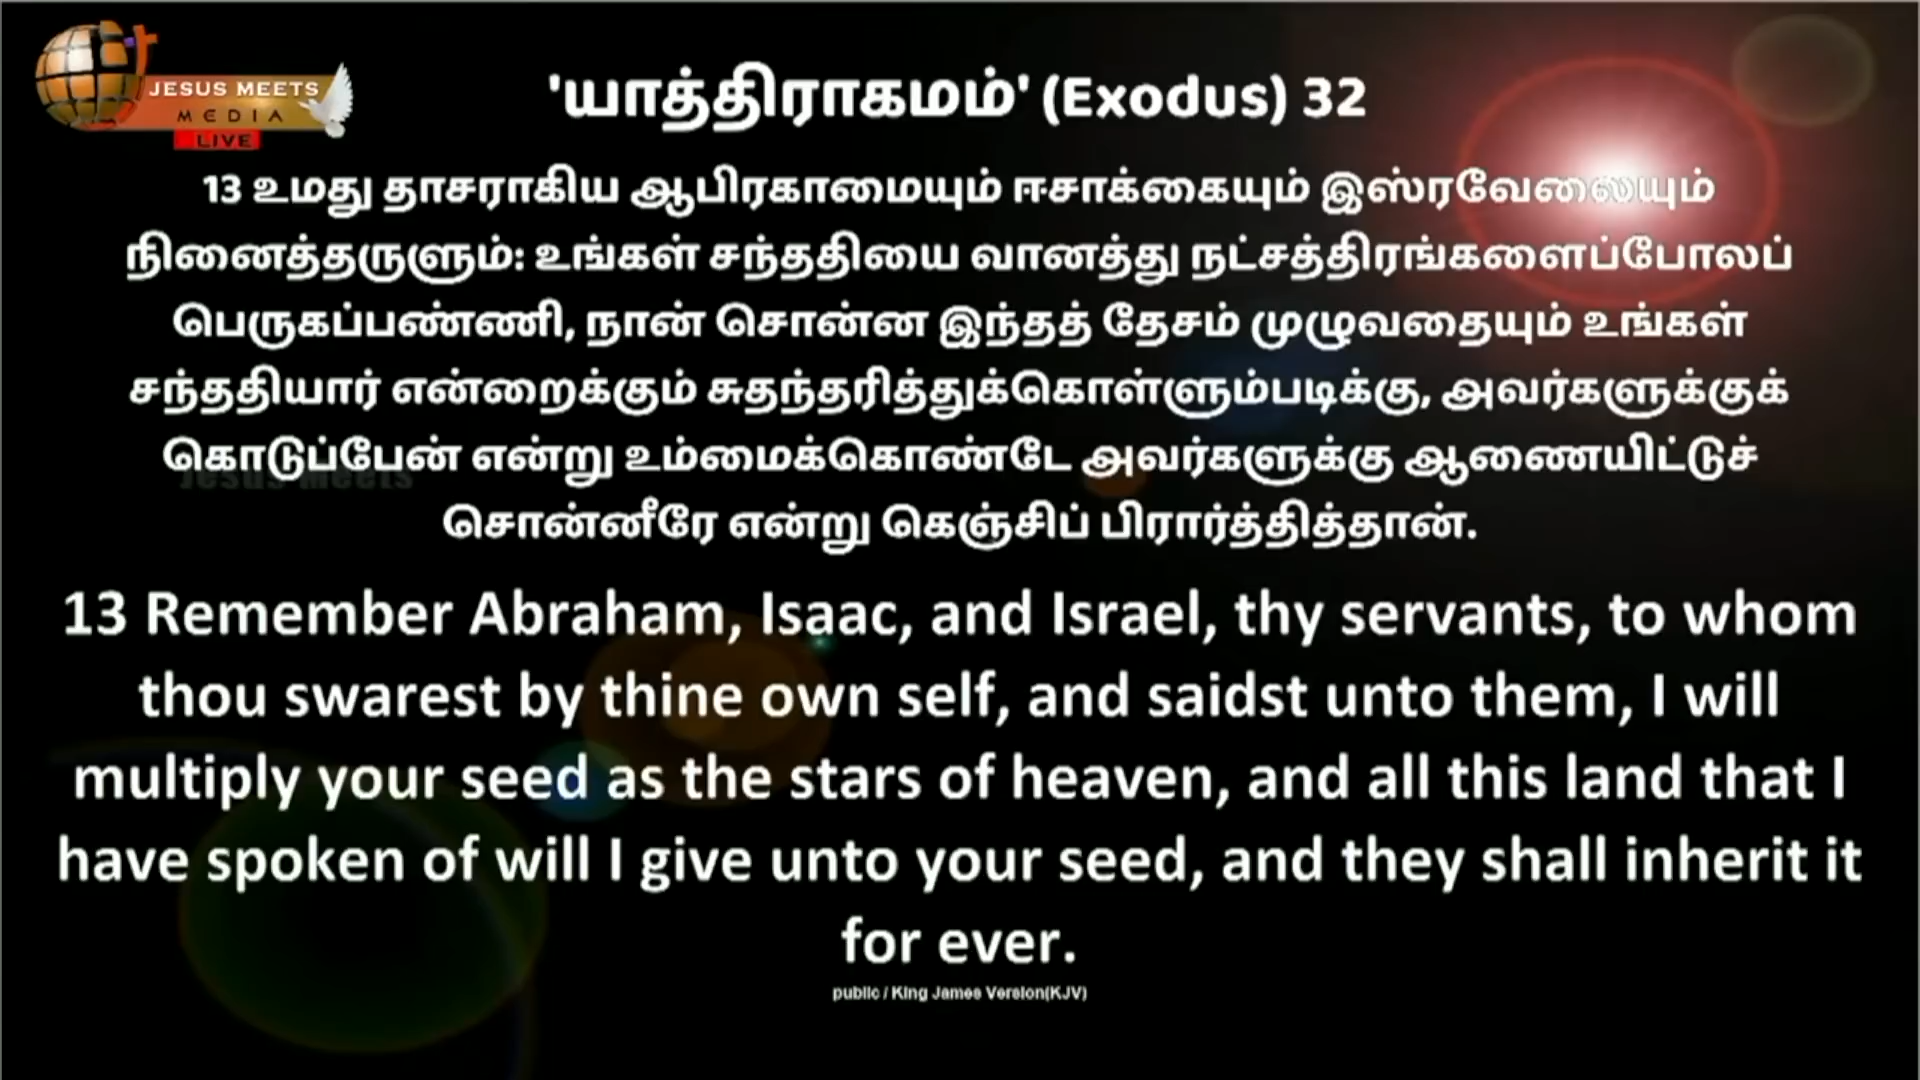 JESUS MEETS
MEDIA
LIVE
'யாத்திராகமம்' (Exodus) 32
13 உமது தாசராகிய ஆபிரகாமையும் ஈசாக்கையும் இஸ்ரவேலையும்
நினைத்தருளும்: உங்கள் சந்ததியை வானத்து நட்சத்திரங்களைப்போலப்
பெருகப்பண்ணி, நான் சொன்ன இந்தத் தேசம் முழுவதையும் உங்கள்
சந்ததியார் என்றைக்கும் சுதந்தரித்துக்கொள்ளும்படிக்கு, அவர்களுக்குக்
கொடுப்பேன் என்று உம்மைக்கொண்டே அவர்களுக்கு ஆணையிட்டுச்
Jesus Meets
சொன்னீரே என்று கெஞ்சிப் பிரார்த்தித்தான்.
13 Remember Abraham, Isaac, and Israel, thy servants, to whom
thou swarest by thine own self, and saidst unto them, I will
multiply your seed as the stars of heaven, and all this land that I
have spoken of will I give unto your seed, and they shall inherit it
for ever.
public / King James Version(KJV)